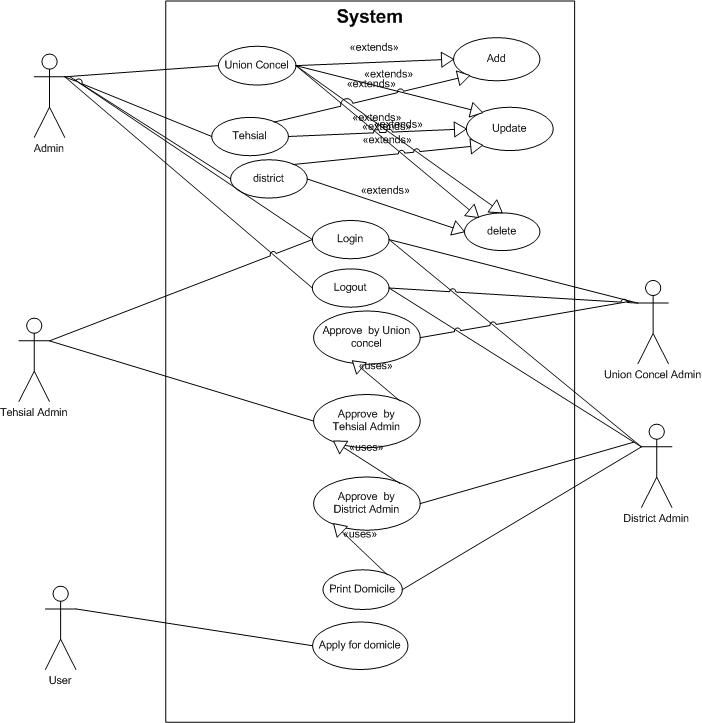 System
Union Concel
«extends»
Add
«extends»
«extends»
Admin
Tehsial
«extends»
«extends»
«extends»
Update
«extends»
district
«extends»
delete
Login
Logout
Approve by Union
concel
Union Concel Admin
«uses»
Tehsial Admin
Approve by
Tehsial Admin
«uses»
Approve by
District Admin
District Admin
«uses»
Print Domicile
Apply for domicle
User